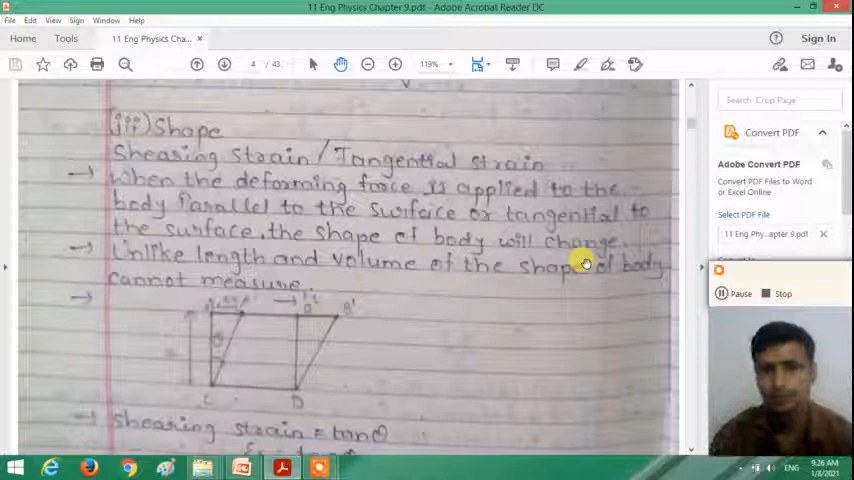 11 Eng Physics Chapter 9.pdf - Adobe Acrobat Reader DC
File Edit View Sign Window Help
Home Tools 11 Eng Physics Cha... × Sign In
4 / 43 119%
(iii) Shape
Shearing strain / Tangential strain
→ When the deforming force is applied to the
body Parallel to the surface or tangential to
the surface, the shape of body will change.
→ Unlike length and volume of the shape of body
cannot measure.
→
B'
θ
C D
→ Shearing strain = tanθ
Search 'Crop Page'
Convert PDF
Adobe Convert PDF
Convert PDFs to Word
or Excel Online
Select PDF File
11 Eng Phy...apter 9.pdf ×
Pause Stop
ENG
9:26 AM
1/8/2021